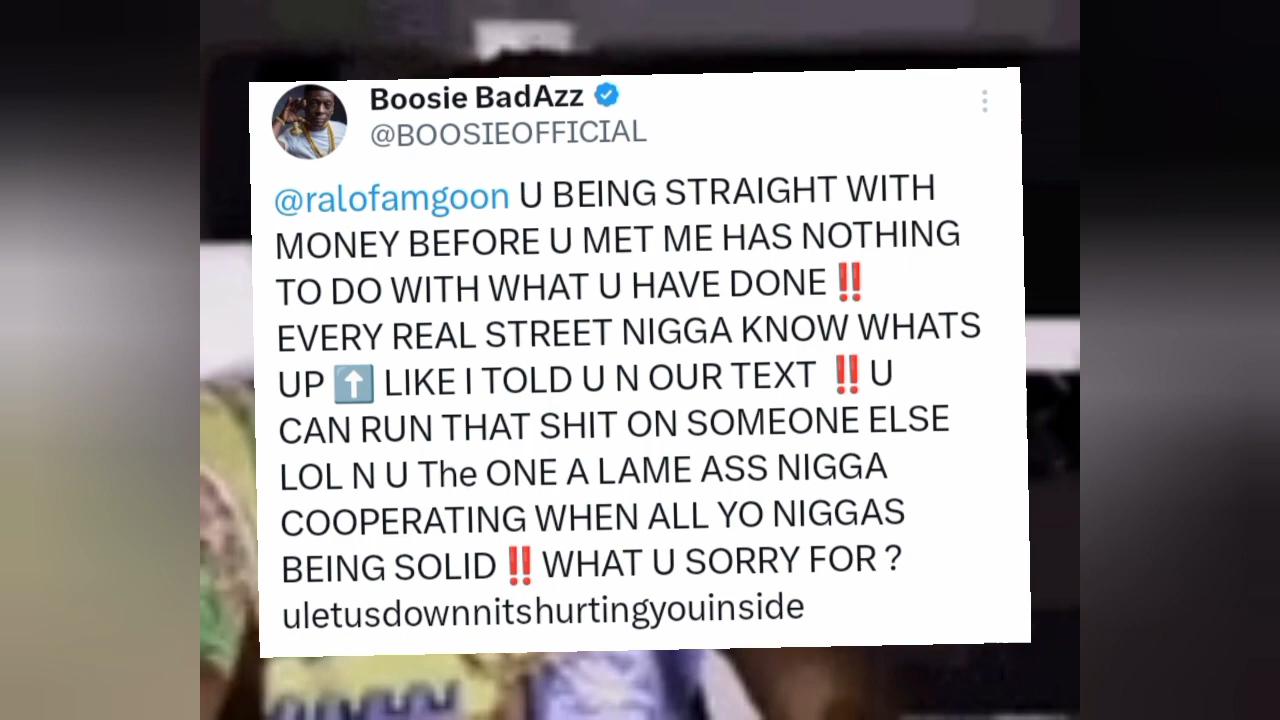 Boosie BadAzz
@BOOSIEOFFICIAL
@ralofamgoon U BEING STRAIGHT WITH
MONEY BEFORE U MET ME HAS NOTHING
TO DO WITH WHAT U HAVE DONE ‼️
EVERY REAL STREET NIGGA KNOW WHATS
UP ⬆️ LIKE I TOLD U N OUR TEXT ‼️ U
CAN RUN THAT SHIT ON SOMEONE ELSE
LOL N U The ONE A LAME ASS NIGGA
COOPERATING WHEN ALL YO NIGGAS
BEING SOLID ‼️ WHAT U SORRY FOR ?
uletusdownnitshurtingyouinside